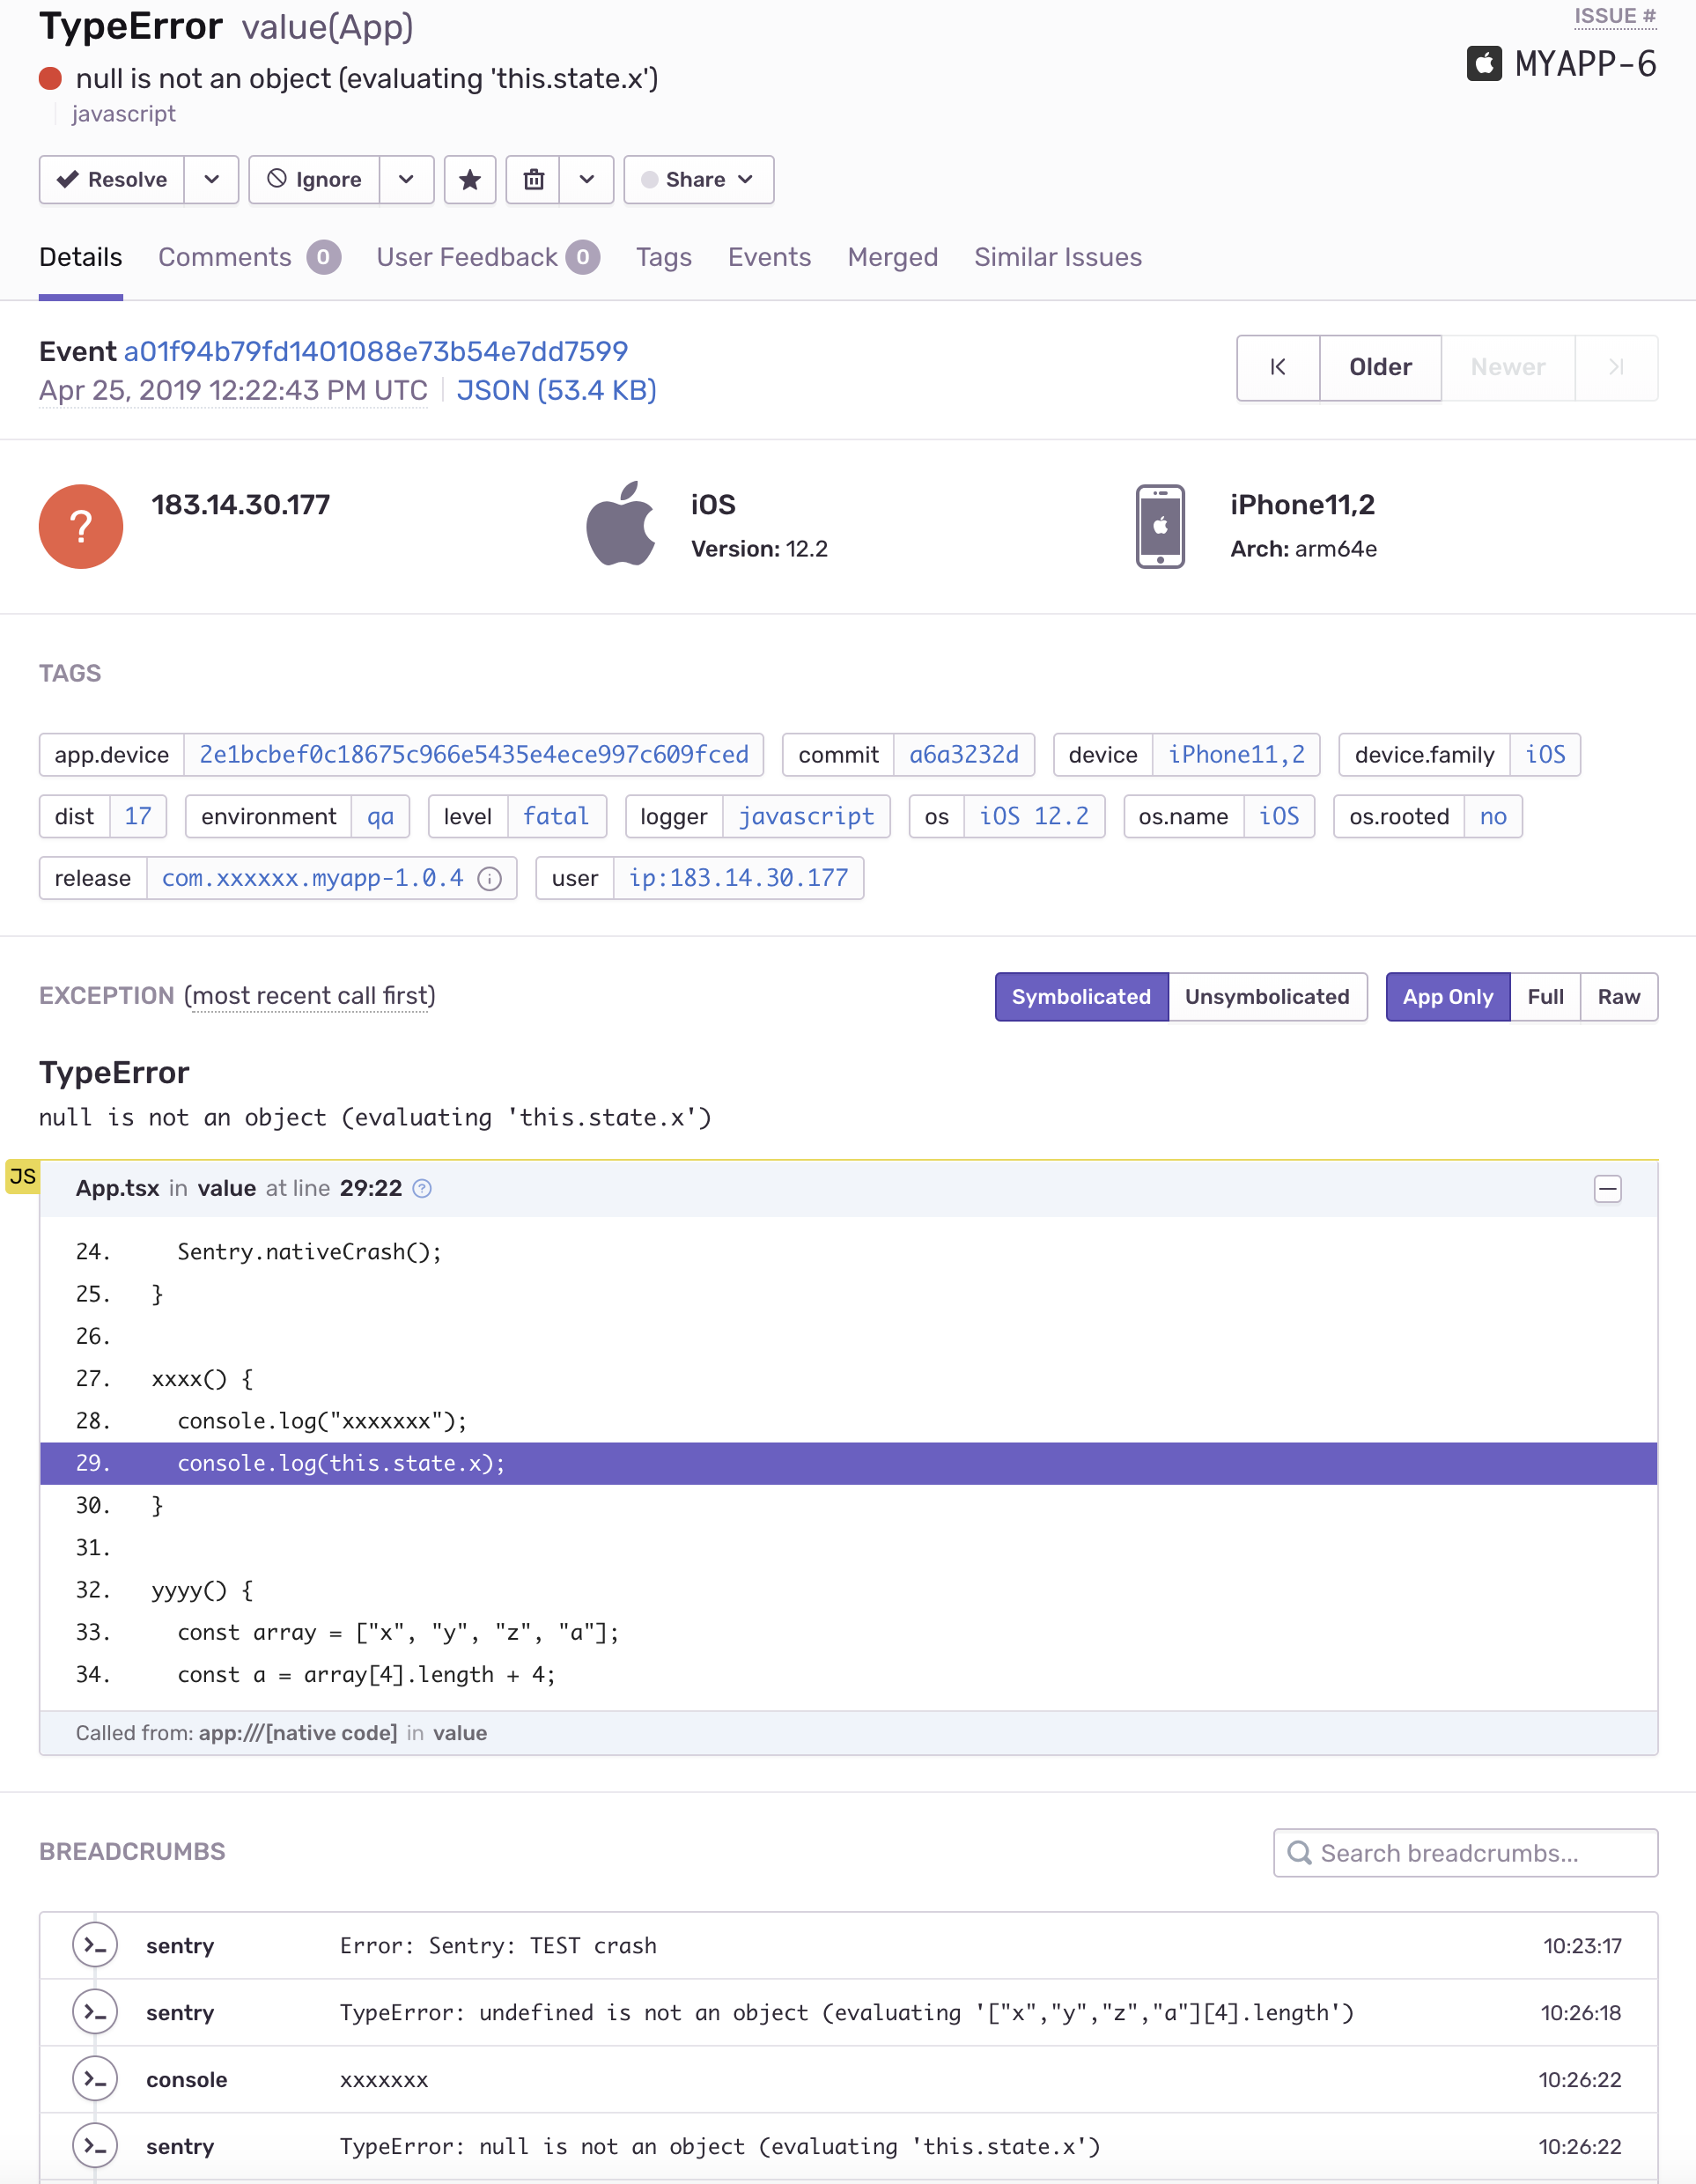 TypeError value(App)
ISSUE #
null is not an object (evaluating 'this.state.x')
MYAPP-6
javascript
Resolve Ignore Share
Details Comments 0 User Feedback 0 Tags Events Merged Similar Issues
Event a01f94b79fd1401088e73b54e7dd7599
Apr 25, 2019 12:22:43 PM UTC JSON (53.4 KB)
Older Newer
? 183.14.30.177
iOS
Version: 12.2
iPhone11,2
Arch: arm64e
TAGS
app.device 2e1bcbef0c18675c966e5435e4ece997c609fced commit a6a3232d device iPhone11,2 device.family iOS
dist 17 environment qa level fatal logger javascript os iOS 12.2 os.name iOS os.rooted no
release com.xxxxxx.myapp-1.0.4 user ip:183.14.30.177
EXCEPTION (most recent call first) Symbolicated Unsymbolicated App Only Full Raw
TypeError
null is not an object (evaluating 'this.state.x')
JS
App.tsx in value at line 29:22 ?
24. Sentry.nativeCrash();
25. }
26.
27. xxxx() {
28. console.log("xxxxxxx");
29. console.log(this.state.x);
30. }
31.
32. yyyy() {
33. const array = ["x", "y", "z", "a"];
34. const a = array[4].length + 4;
Called from: app:///[native code] in value
BREADCRUMBS Search breadcrumbs...
sentry Error: Sentry: TEST crash 10:23:17
sentry TypeError: undefined is not an object (evaluating '["x","y","z","a"][4].length') 10:26:18
console xxxxxxx 10:26:22
sentry TypeError: null is not an object (evaluating 'this.state.x') 10:26:22